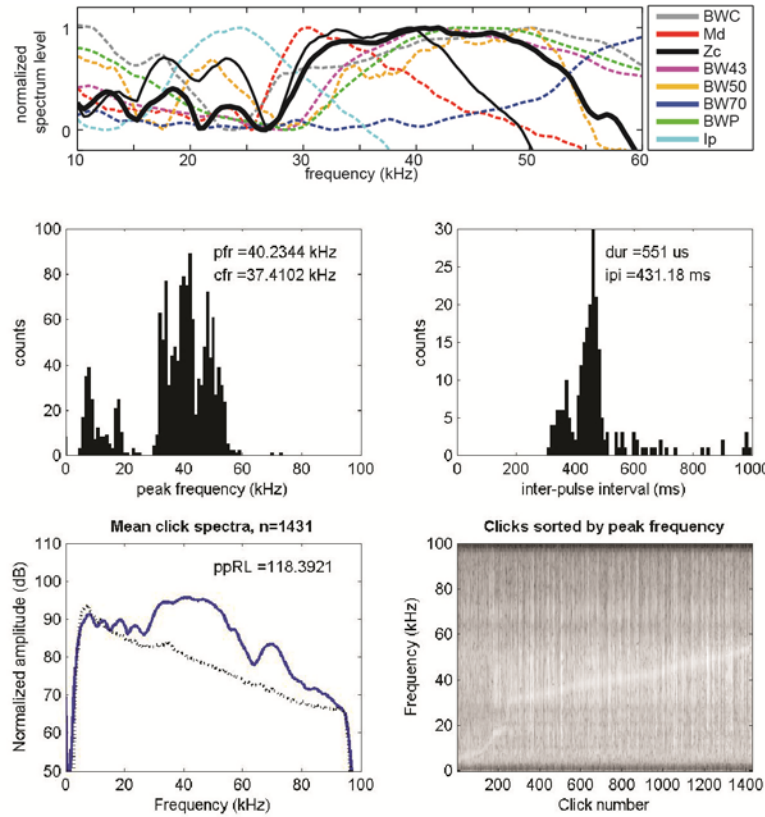 normalized
spectrum level
1
0
10
20
30
40
50
60
frequency (kHz)
BWC
Md
Zc
BW43
BW50
BW70
BWP
Ip
100
80
60
40
20
0
counts
pfr =40.2344 kHz
cfr =37.4102 kHz
0
20
40
60
80
100
peak frequency (kHz)
30
25
20
15
10
5
0
counts
dur =551 us
ipi =431.18 ms
0
200
400
600
800
1000
inter-pulse interval (ms)
Mean click spectra, n=1431
110
100
90
80
70
60
50
Normalized amplitude (dB)
ppRL =118.3921
0
20
40
60
80
100
Frequency (kHz)
Clicks sorted by peak frequency
100
80
60
40
20
0
Frequency (kHz)
200
400
600
800
1000
1200
1400
Click number